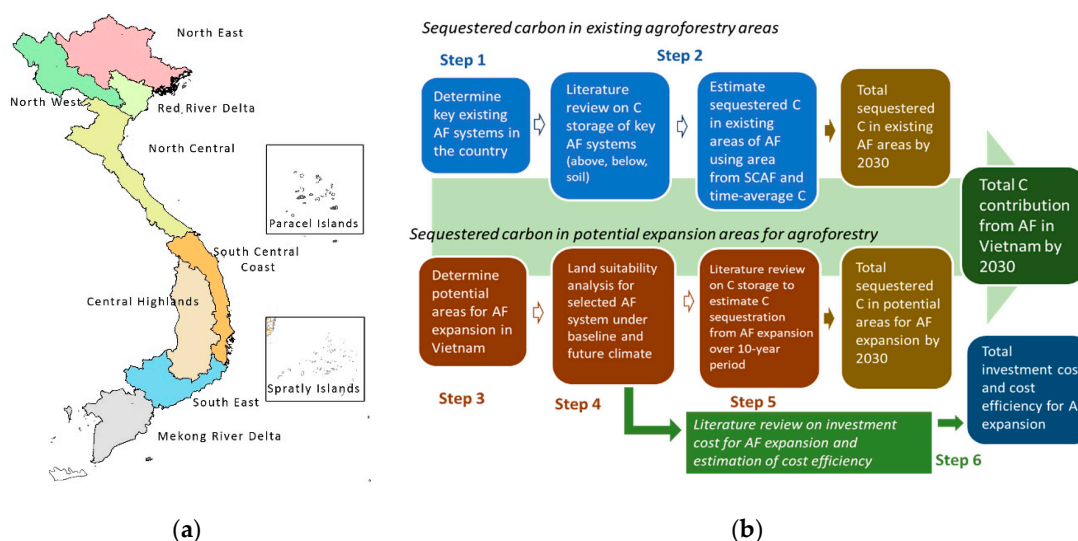 North East
North West
Red River Delta
North Central
Paracel Islands
South Central
Coast
Central Highlands
Spratly Islands
South East
Mekong River Delta
(a)
Sequestered carbon in existing agroforestry areas
Step 1
Step 2
Determine
key existing
AF systems in
the country
Literature
review on C
storage of key
AF systems
(above, below,
soil)
Estimate
sequestered C
in existing
areas of AF
using area
from SCAF and
time-average C
Total
sequestered
C in existing
AF areas by
2030
Total C
contribution
from AF in
Vietnam by
2030
Sequestered carbon in potential expansion areas for agroforestry
Determine
potential
areas for AF
expansion in
Vietnam
Land suitability
analysis for
selected AF
system under
baseline and
future climate
Literature review
on C storage to
estimate C
sequestration
from AF expansion
over 10-year
period
Total
sequestered
C in potential
areas for AF
expansion by
2030
Total
investment cos
and cost
efficiency for A
expansion
Step 3
Step 4
Step 5
Literature review on investment
cost for AF expansion and
estimation of cost efficiency
Step 6
(b)